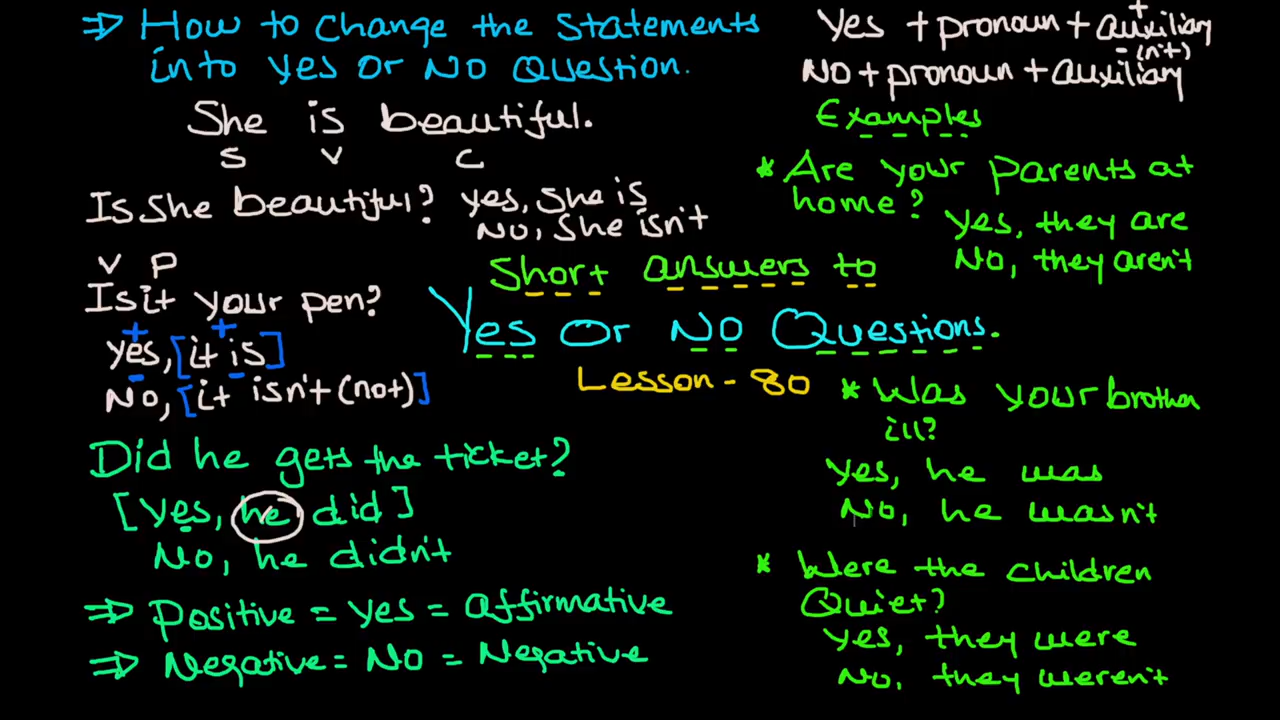 ⇒ How to Change the Statements
into Yes or No Question.
She is beautiful.
S V C
Is She beautiful? yes, She is
No, She isn't
V P
Is it your pen?
+ +
yes, [it is]
- -
No, [it isn't (not)]
Did he gets the ticket?
[Yes, he did]
No, he didn't
⇒ Positive = yes = affirmative
⇒ Negative = No = Negative
Short answers to
Yes or No Questions.
Lesson - 80
+
Yes + pronoun + auxiliary
- (n't)
No + pronoun + auxiliary
Examples
* Are your parents at
home?
Yes, they are
No, they aren't
* Was your brother
ill?
Yes, he was
No, he wasn't
* Were the children
Quiet?
Yes, they were
No, they weren't